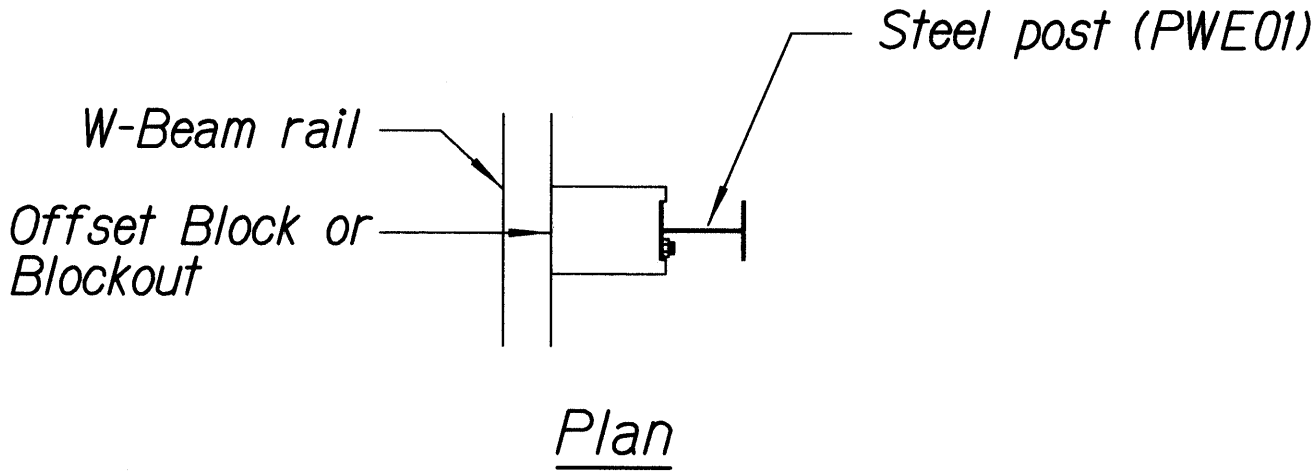 Steel post (PWE01)
W-Beam rail
Offset Block or
Blockout
Plan